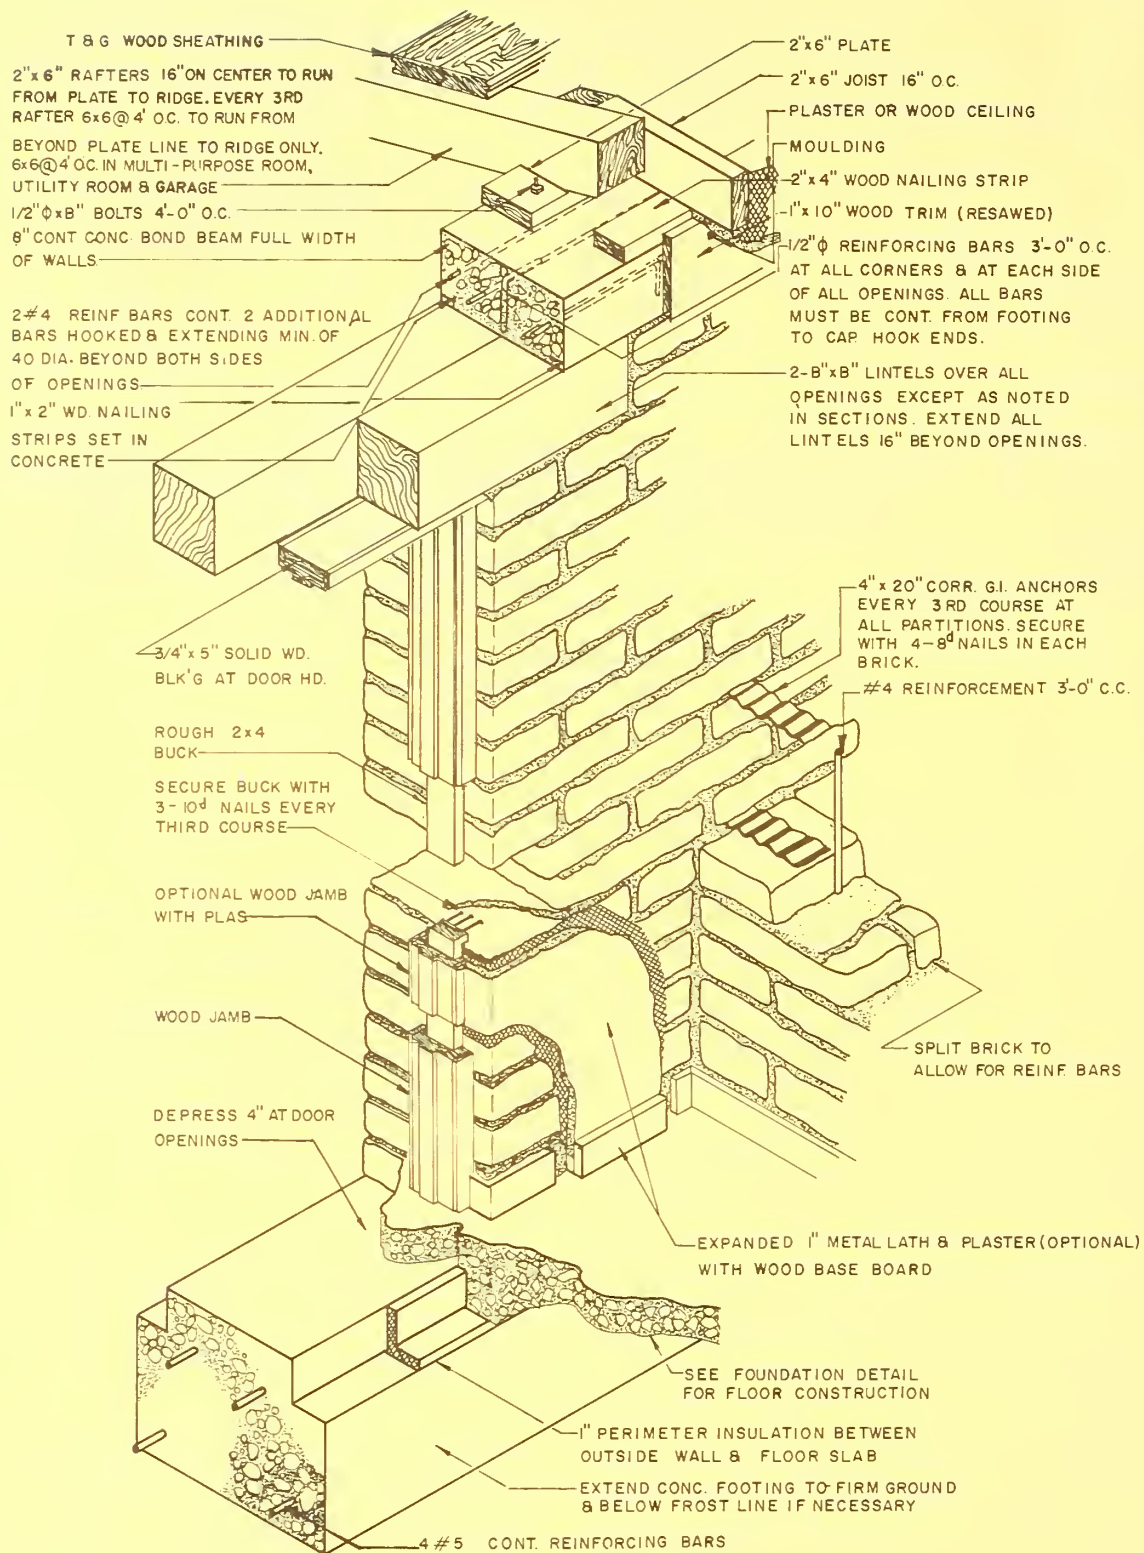 T & G WOOD SHEATHING
2"x 6" RAFTERS 16" ON CENTER TO RUN
FROM PLATE TO RIDGE. EVERY 3RD
RAFTER 6x6 @ 4' O.C. TO RUN FROM
BEYOND PLATE LINE TO RIDGE ONLY.
6x6 @ 4' O.C. IN MULTI-PURPOSE ROOM,
UTILITY ROOM & GARAGE
1/2" Φ x 8" BOLTS 4'-0" O.C.
8" CONT CONC. BOND BEAM FULL WIDTH
OF WALLS
2 #4 REINF BARS CONT. 2 ADDITIONAL
BARS HOOKED & EXTENDING MIN. OF
40 DIA. BEYOND BOTH SIDES
OF OPENINGS
1" x 2" WD. NAILING
STRIPS SET IN
CONCRETE
3/4" x 5" SOLID WD.
BLK'G AT DOOR HD.
ROUGH 2x4
BUCK
SECURE BUCK WITH
3-10d NAILS EVERY
THIRD COURSE
OPTIONAL WOOD JAMB
WITH PLAS
WOOD JAMB
DEPRESS 4" AT DOOR
OPENINGS
2"x6" PLATE
2"x6" JOIST 16" O.C.
PLASTER OR WOOD CEILING
MOULDING
2"x 4" WOOD NAILING STRIP
1"x 10" WOOD TRIM (RESAWED)
1/2" Φ REINFORCING BARS 3'-0" O.C.
AT ALL CORNERS & AT EACH SIDE
OF ALL OPENINGS. ALL BARS
MUST BE CONT. FROM FOOTING
TO CAP. HOOK ENDS.
2-8"x8" LINTELS OVER ALL
OPENINGS EXCEPT AS NOTED
IN SECTIONS. EXTEND ALL
LINTELS 16" BEYOND OPENINGS.
4"x 20" CORR. G.I. ANCHORS
EVERY 3RD COURSE AT
ALL PARTITIONS. SECURE
WITH 4-8d NAILS IN EACH
BRICK.
#4 REINFORCEMENT 3'-0" C.C.
SPLIT BRICK TO
ALLOW FOR REINF. BARS
EXPANDED 1" METAL LATH & PLASTER (OPTIONAL)
WITH WOOD BASE BOARD
SEE FOUNDATION DETAIL
FOR FLOOR CONSTRUCTION
1" PERIMETER INSULATION BETWEEN
OUTSIDE WALL & FLOOR SLAB
EXTEND CONC. FOOTING TO FIRM GROUND
& BELOW FROST LINE IF NECESSARY
4 #5 CONT. REINFORCING BARS